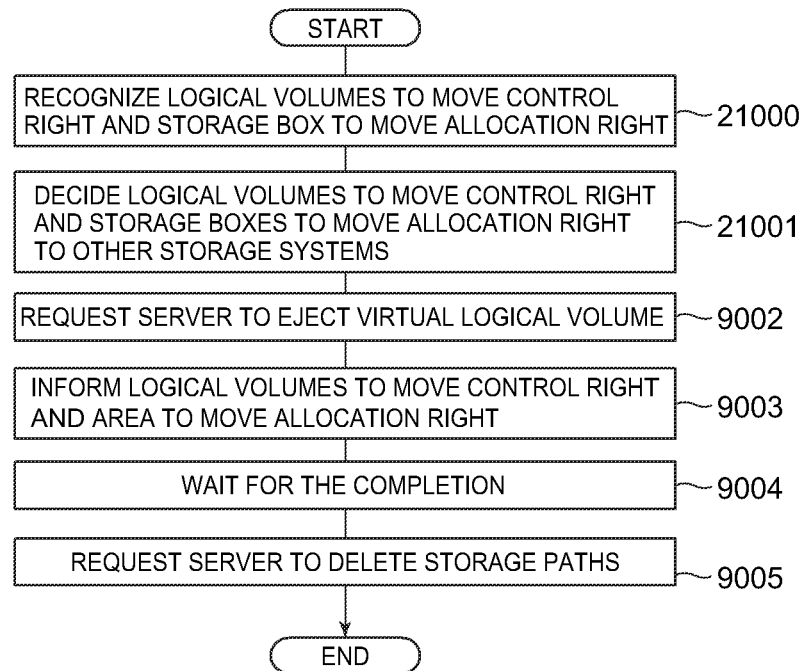 START
RECOGNIZE LOGICAL VOLUMES TO MOVE CONTROL
RIGHT AND STORAGE BOX TO MOVE ALLOCATION RIGHT
21000
DECIDE LOGICAL VOLUMES TO MOVE CONTROL RIGHT
AND STORAGE BOXES TO MOVE ALLOCATION RIGHT
TO OTHER STORAGE SYSTEMS
21001
REQUEST SERVER TO EJECT VIRTUAL LOGICAL VOLUME
9002
INFORM LOGICAL VOLUMES TO MOVE CONTROL RIGHT
AND AREA TO MOVE ALLOCATION RIGHT
9003
WAIT FOR THE COMPLETION
9004
REQUEST SERVER TO DELETE STORAGE PATHS
9005
END